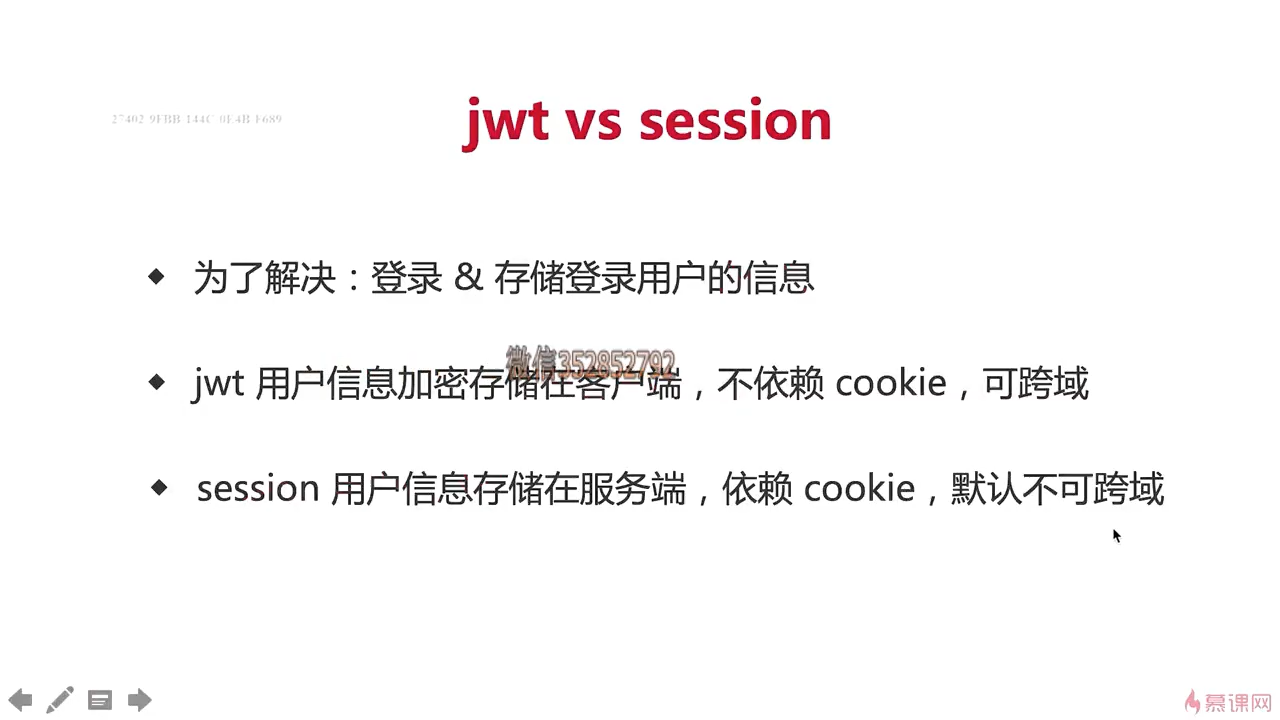 jwt vs session
27402 9FBB 144C 0E4B F689
为了解决：登录 & 存储登录用户的信息
微信352852792
jwt 用户信息加密存储在客户端，不依赖 cookie，可跨域
session 用户信息存储在服务端，依赖 cookie，默认不可跨域
慕课网